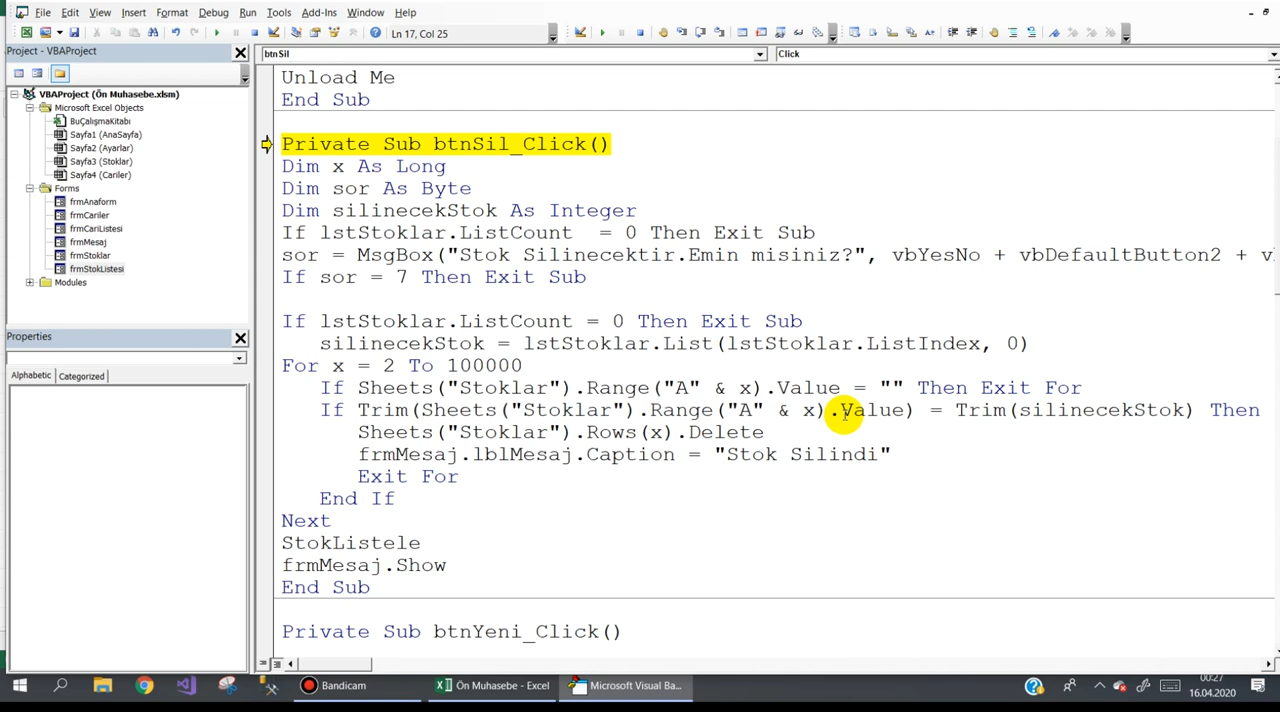 File Edit View Insert Format Debug Run Tools Add-Ins Window Help
Ln 17, Col 25
Project - VBAProject
btnSil
Click
VBAProject (Ön Muhasebe.xlsm)
Microsoft Excel Objects
BuÇalışmaKitabı
Sayfa1 (AnaSayfa)
Sayfa2 (Ayarlar)
Sayfa3 (Stoklar)
Sayfa4 (Cariler)
Forms
frmAnaform
frmCariler
frmCariListesi
frmMesaj
frmStoklar
frmStokListesi
Modules
Properties
Alphabetic Categorized
Unload Me
End Sub
Private Sub btnSil_Click()
Dim x As Long
Dim sor As Byte
Dim silinecekStok As Integer
If lstStoklar.ListCount  = 0 Then Exit Sub
sor = MsgBox("Stok Silinecektir.Emin misiniz?", vbYesNo + vbDefaultButton2 +
If sor = 7 Then Exit Sub
If lstStoklar.ListCount = 0 Then Exit Sub
silinecekStok = lstStoklar.List(lstStoklar.ListIndex, 0)
For x = 2 To 100000
If Sheets("Stoklar").Range("A" & x).Value = "" Then Exit For
If Trim(Sheets("Stoklar").Range("A" & x).Value) = Trim(silinecekStok) Then
Sheets("Stoklar").Rows(x).Delete
frmMesaj.lblMesaj.Caption = "Stok Silindi"
Exit For
End If
Next
StokListele
frmMesaj.Show
End Sub
Private Sub btnYeni_Click()
Bandicam
Ön Muhasebe - Excel
Microsoft Visual Ba...
00:27
16.04.2020